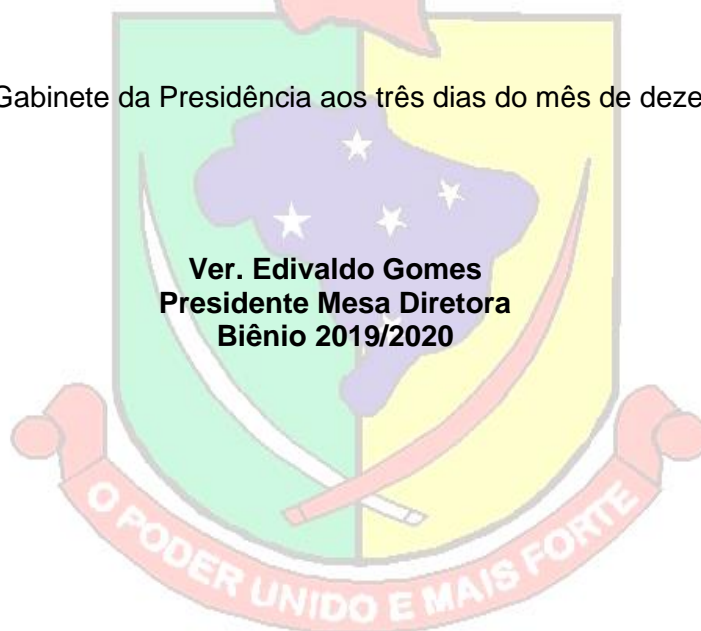 Gabinete da Presidência aos três dias do mês de deze
Ver. Edivaldo Gomes
Presidente Mesa Diretora
Biênio 2019/2020
O PODER UNIDO E MAIS FORTE